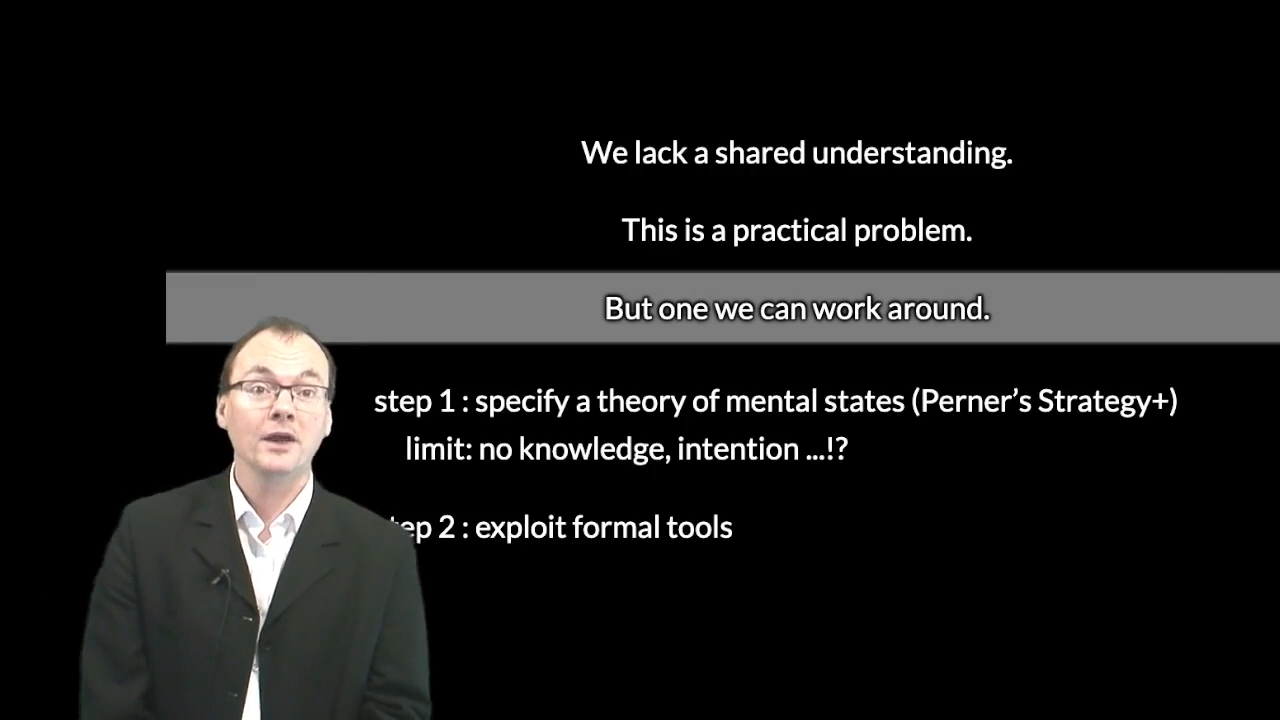 We lack a shared understanding.
This is a practical problem.
But one we can work around.
step 1 : specify a theory of mental states (Perner’s Strategy+)
limit: no knowledge, intention ...!?
step 2 : exploit formal tools